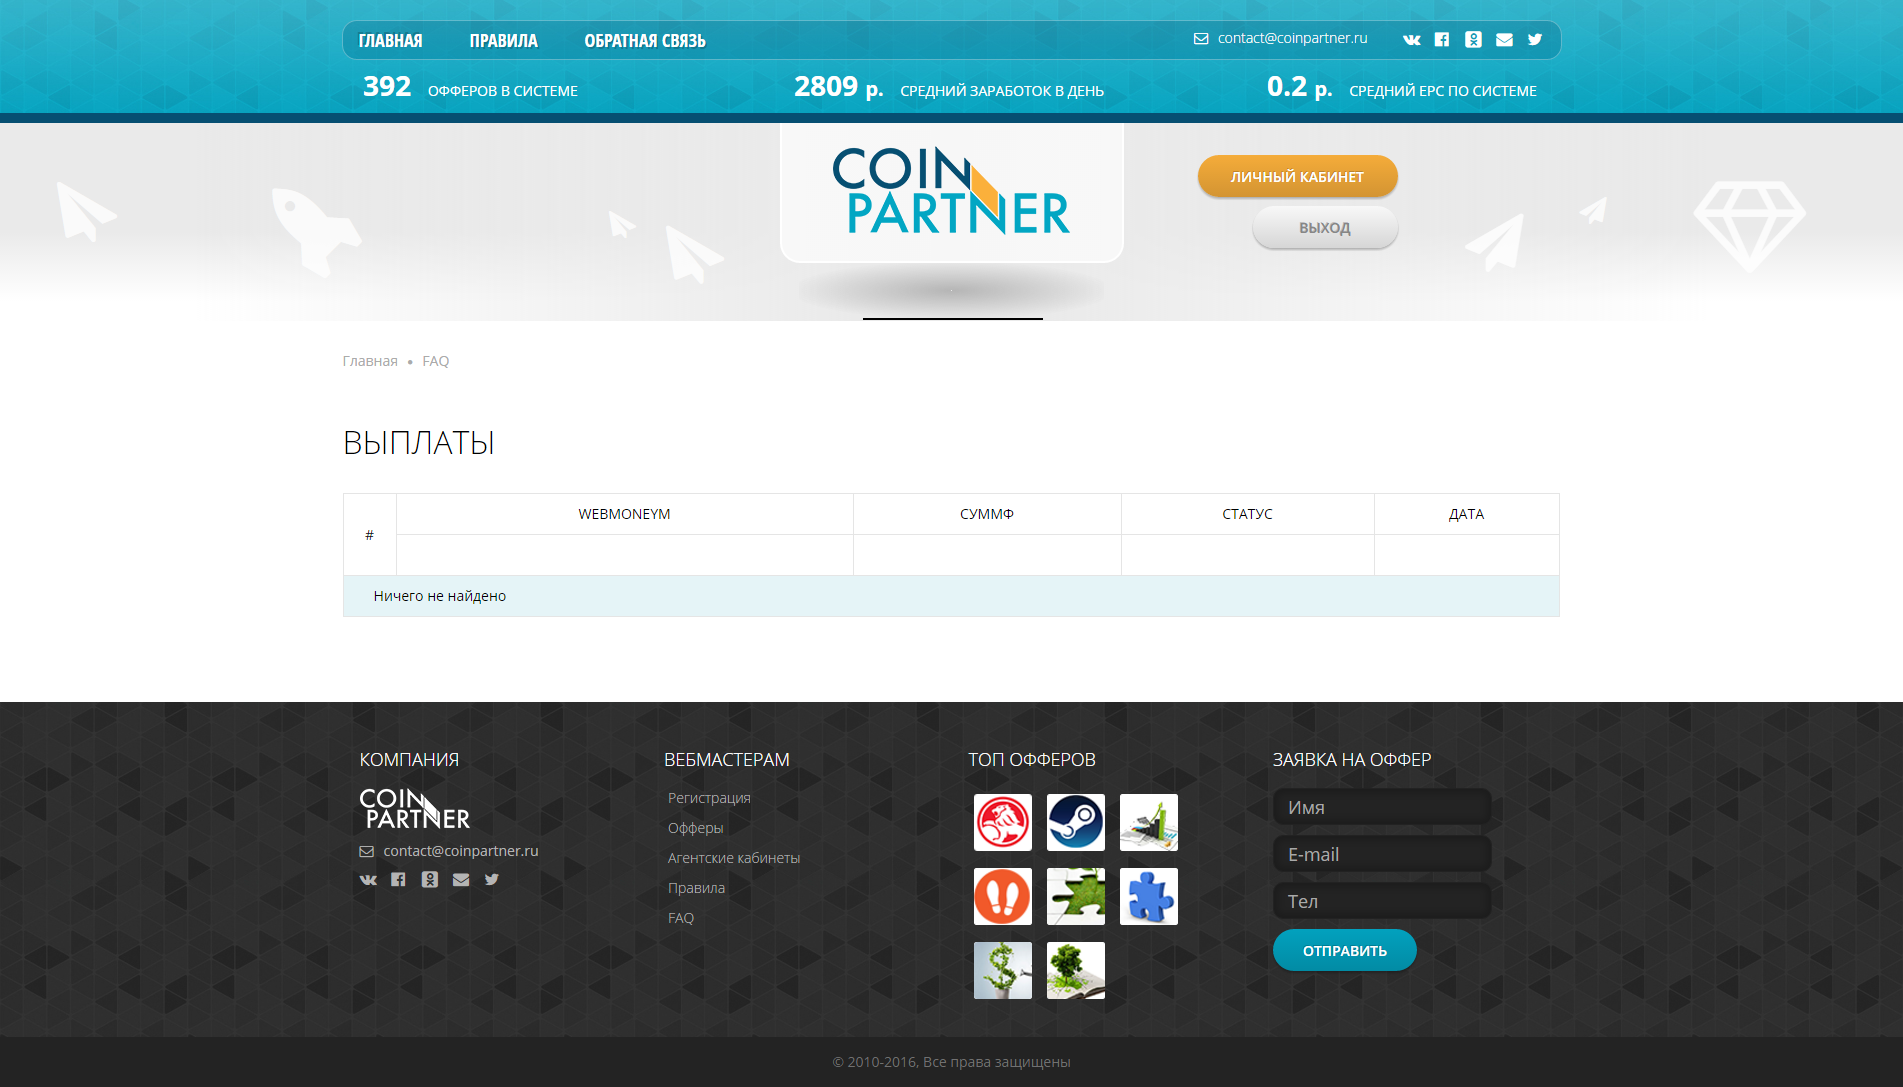 ГЛАВНАЯ ПРАВИЛА ОБРАТНАЯ СВЯЗЬ contact@coinpartner.ru
392 ОФФЕРОВ В СИСТЕМЕ 2809 р. СРЕДНИЙ ЗАРАБОТОК В ДЕНЬ 0.2 р. СРЕДНИЙ EPC ПО СИСТЕМЕ
COIN
PARTNER
ЛИЧНЫЙ КАБИНЕТ
ВЫХОД
Главная • FAQ
ВЫПЛАТЫ
# WEBMONEYM СУММФ СТАТУС ДАТА
Ничего не найдено
КОМПАНИЯ
COIN
PARTNER
contact@coinpartner.ru
ВЕБМАСТЕРАМ
Регистрация
Офферы
Агентские кабинеты
Правила
FAQ
ТОП ОФФЕРОВ
ЗАЯВКА НА ОФФЕР
Имя
E-mail
Тел
ОТПРАВИТЬ
© 2010-2016, Все права защищены